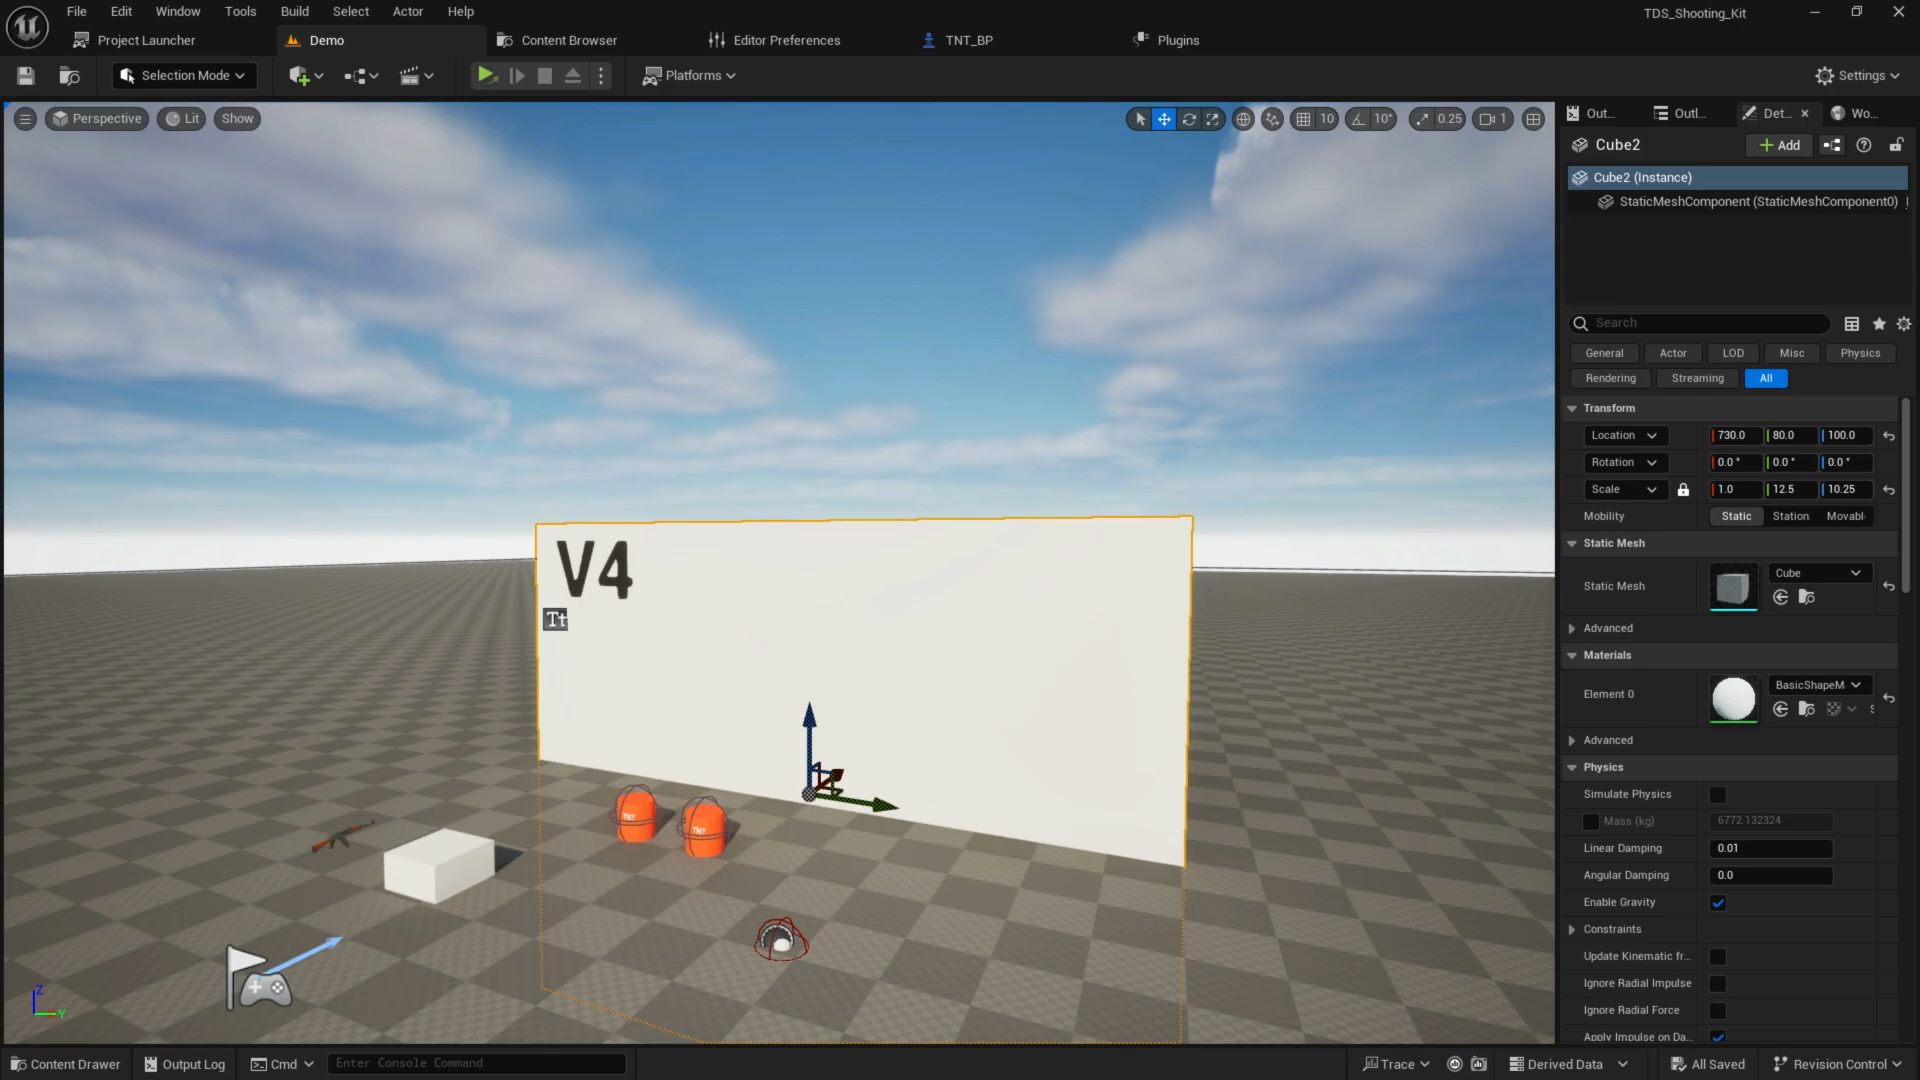 File Edit Window Tools Build Select Actor Help
TDS_Shooting_Kit
Project Launcher
Demo
Content Browser
Editor Preferences
TNT_BP
Plugins
Selection Mode
Platforms
Settings
Perspective
Lit
Show
10
10°
0.25
1
Out...
Outl...
Det...
Wo...
Cube2
Add
Cube2 (Instance)
StaticMeshComponent (StaticMeshComponent0)
Search
General Actor LOD Misc Physics
Rendering Streaming All
Transform
Location 730.0 80.0 100.0
Rotation 0.0 ° 0.0 ° 0.0 °
Scale 1.0 12.5 10.25
Mobility Static Station Movabl
Static Mesh
Static Mesh Cube
Advanced
Materials
Element 0 BasicShapeM
Advanced
Physics
Simulate Physics
Mass (kg) 6772.132324
Linear Damping 0.01
Angular Damping 0.0
Enable Gravity
Constraints
Update Kinematic fr...
Ignore Radial Impulse
Ignore Radial Force
Apply Impulse on Da...
V4
Tt
TNT
TNT
Z
Y
Content Drawer
Output Log
Cmd
Enter Console Command
Trace
Derived Data
All Saved
Revision Control